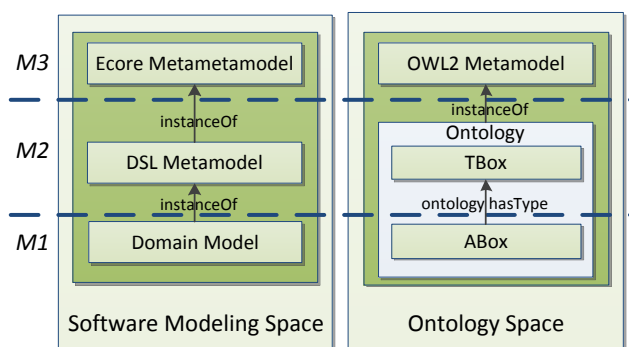 M3
Ecore Metametamodel
OWL2 Metamodel
instanceOf
instanceOf
Ontology
M2
DSL Metamodel
TBox
instanceOf
ontology hasType
M1
Domain Model
ABox
Software Modeling Space
Ontology Space